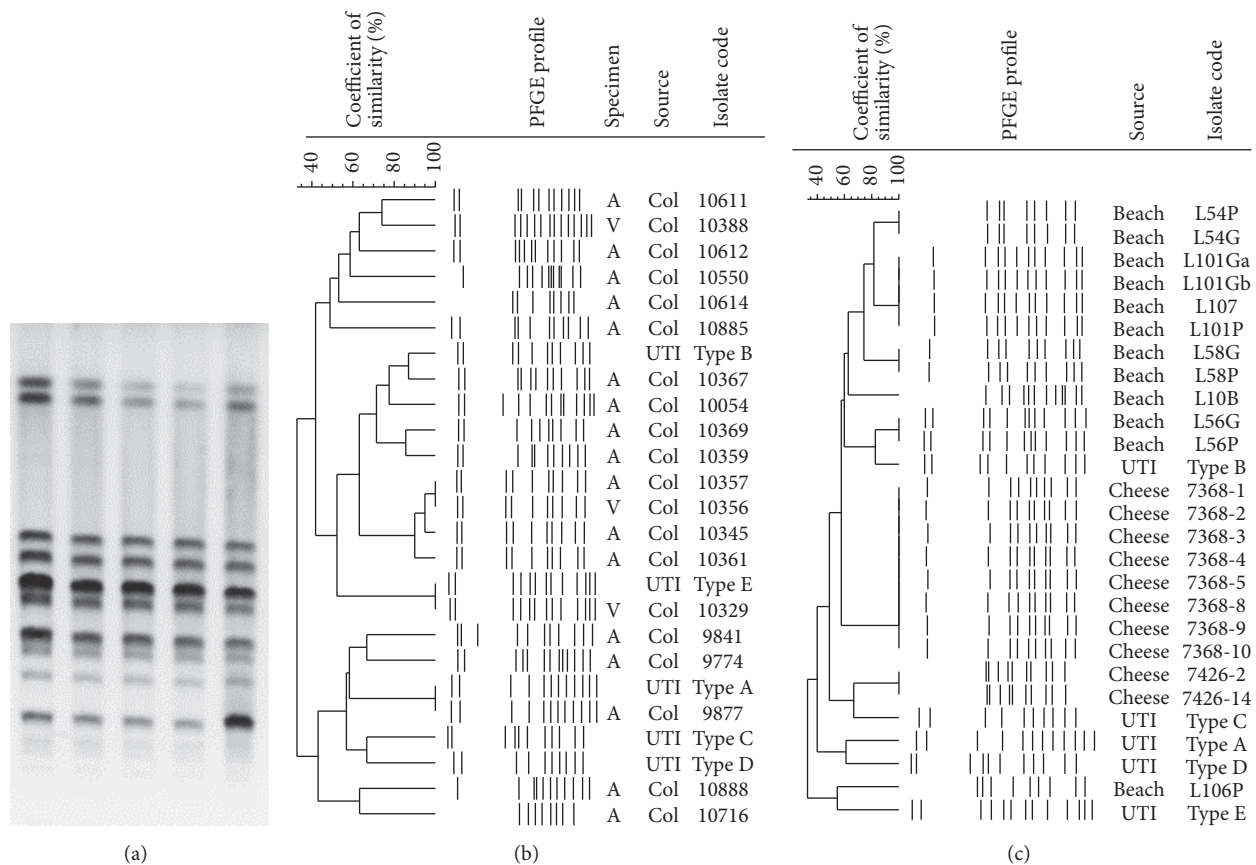 Coefficient of
similarity (%)
PFGE profile
Specimen
Source
Isolate code
40 60 80 100
A Col 10611
V Col 10388
A Col 10612
A Col 10550
A Col 10614
A Col 10885
UTI Type B
A Col 10367
A Col 10054
A Col 10369
A Col 10359
A Col 10357
V Col 10356
A Col 10345
A Col 10361
UTI Type E
V Col 10329
A Col 9841
A Col 9774
UTI Type A
A Col 9877
UTI Type C
UTI Type D
A Col 10888
A Col 10716
Coefficient of
similarity (%)
PFGE profile
Source
Isolate code
40 60 80 100
Beach L54P
Beach L54G
Beach L101Ga
Beach L101Gb
Beach L107
Beach L101P
Beach L58G
Beach L58P
Beach L10B
Beach L56G
Beach L56P
UTI Type B
Cheese 7368-1
Cheese 7368-2
Cheese 7368-3
Cheese 7368-4
Cheese 7368-5
Cheese 7368-8
Cheese 7368-9
Cheese 7368-10
Cheese 7426-2
Cheese 7426-14
UTI Type C
UTI Type A
UTI Type D
Beach L106P
UTI Type E
(a) (b) (c)